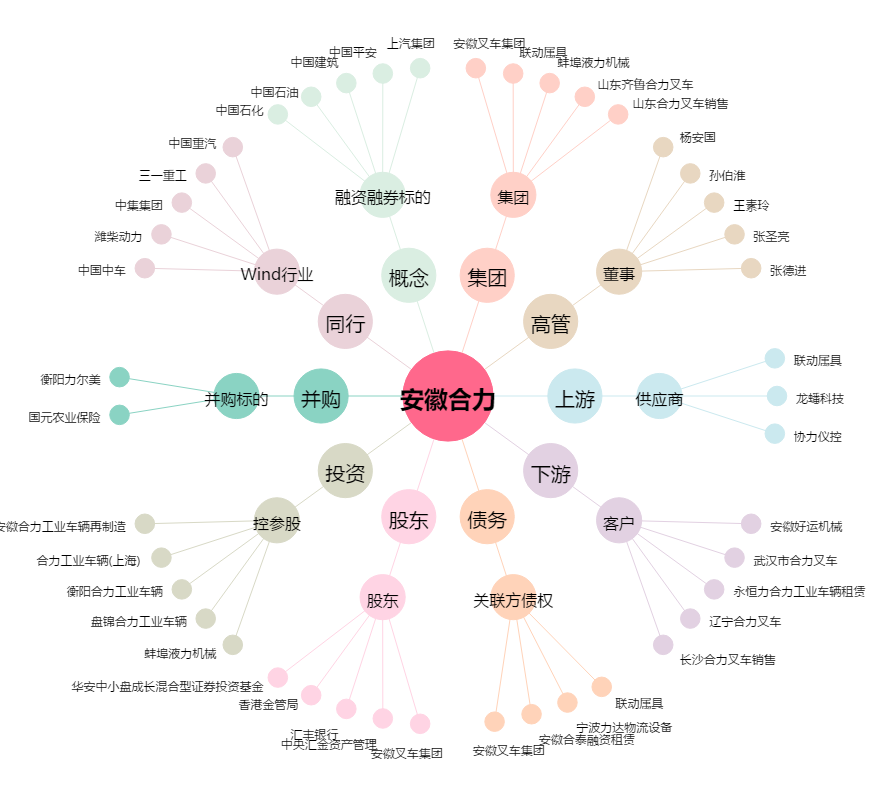 上汽集团
安徽叉车集团
中国平安
联动属具
中国建筑
蚌埠液力机械
中国石油
山东齐鲁合力叉车
中国石化
山东合力叉车销售
中国重汽
杨安国
三一重工
孙伯淮
融资融券标的
集团
中集集团
王素玲
潍柴动力
张圣亮
中国中车
Wind行业
概念
集团
董事
张德进
同行
高管
衡阳力尔美
联动属具
国元农业保险
并购标的
并购
安徽合力
上游
供应商
龙蟠科技
协力仪控
投资
下游
安徽合力工业车辆再制造
控参股
股东
债务
客户
安徽好运机械
合力工业车辆(上海)
武汉市合力叉车
衡阳合力工业车辆
股东
关联方债权
永恒力合力工业车辆租赁
盘锦合力工业车辆
辽宁合力叉车
蚌埠液力机械
长沙合力叉车销售
华安中小盘成长混合型证券投资基金
香港金管局
联动属具
汇丰银行
宁波力达物流设备
中央汇金资产管理
安徽合泰融资租赁
安徽叉车集团
安徽叉车集团